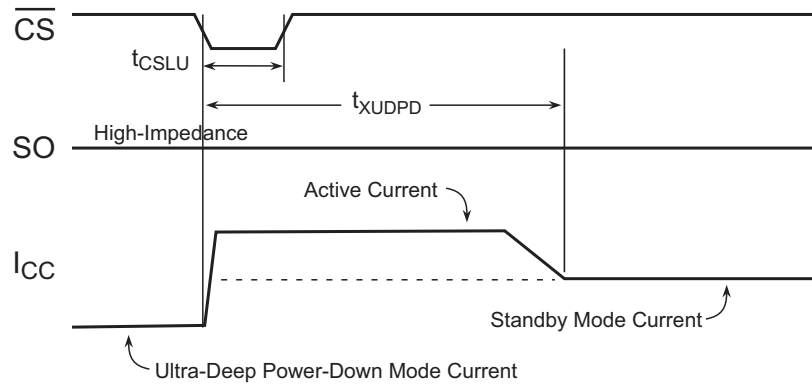 CS
tCSLU
tXUDPD
High-Impedance
SO
Active Current
ICC
Standby Mode Current
Ultra-Deep Power-Down Mode Current